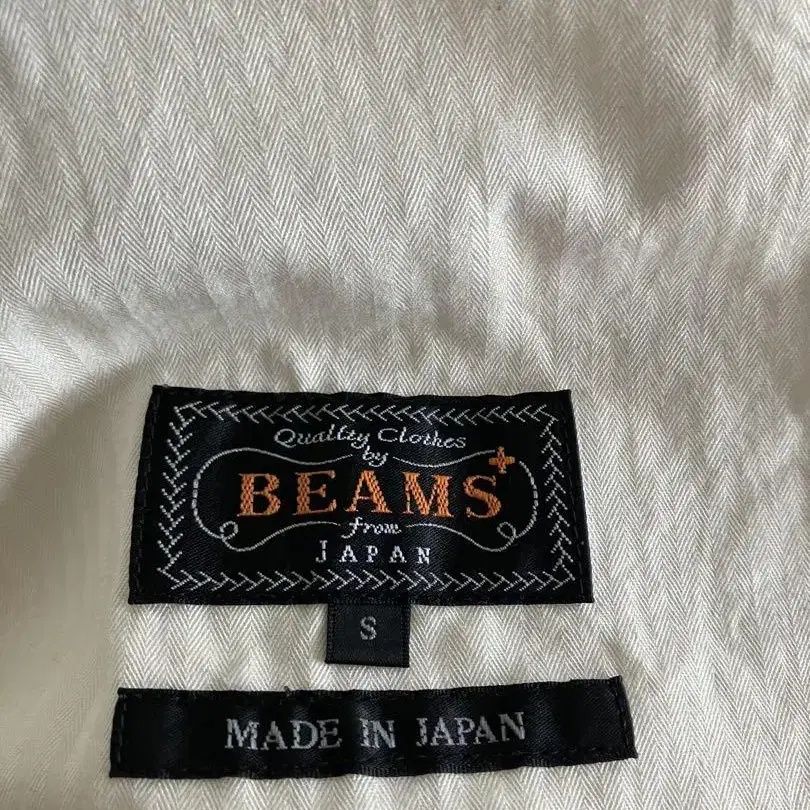 Quality Clothes
by
BEAMS+
from
JAPAN
S
MADE IN JAPAN